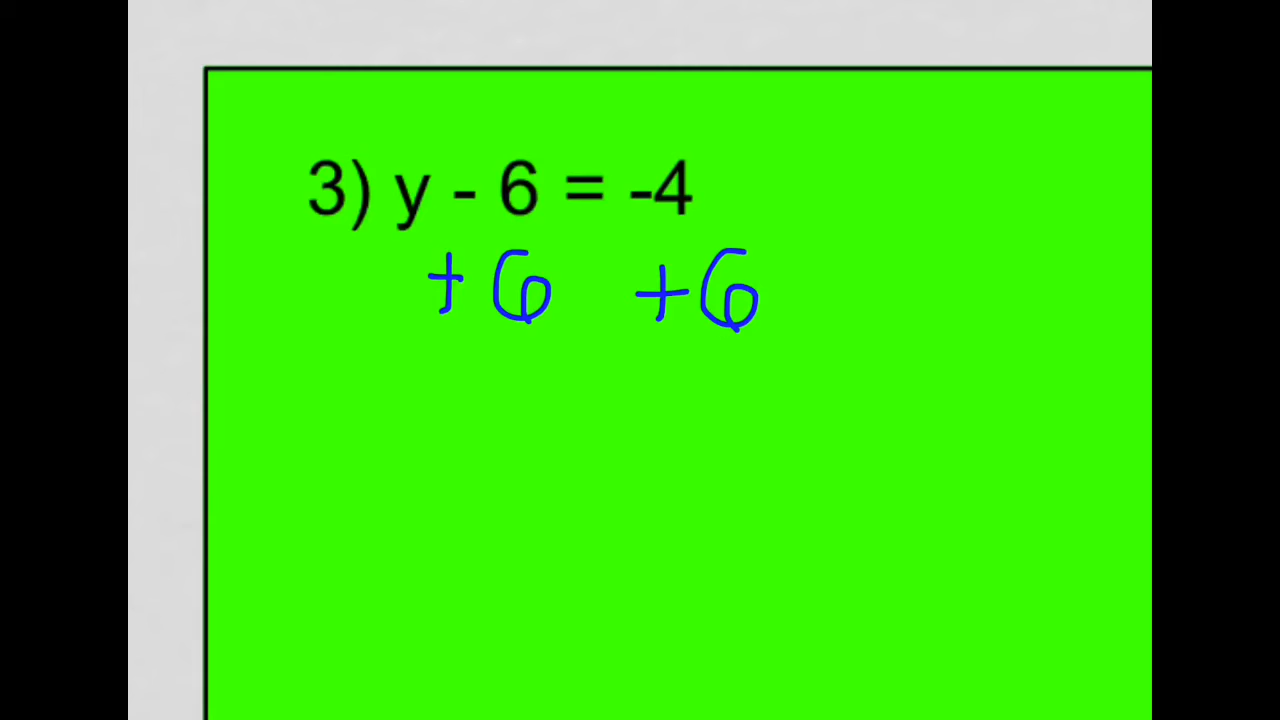 3) y - 6 = -4
+6 +6